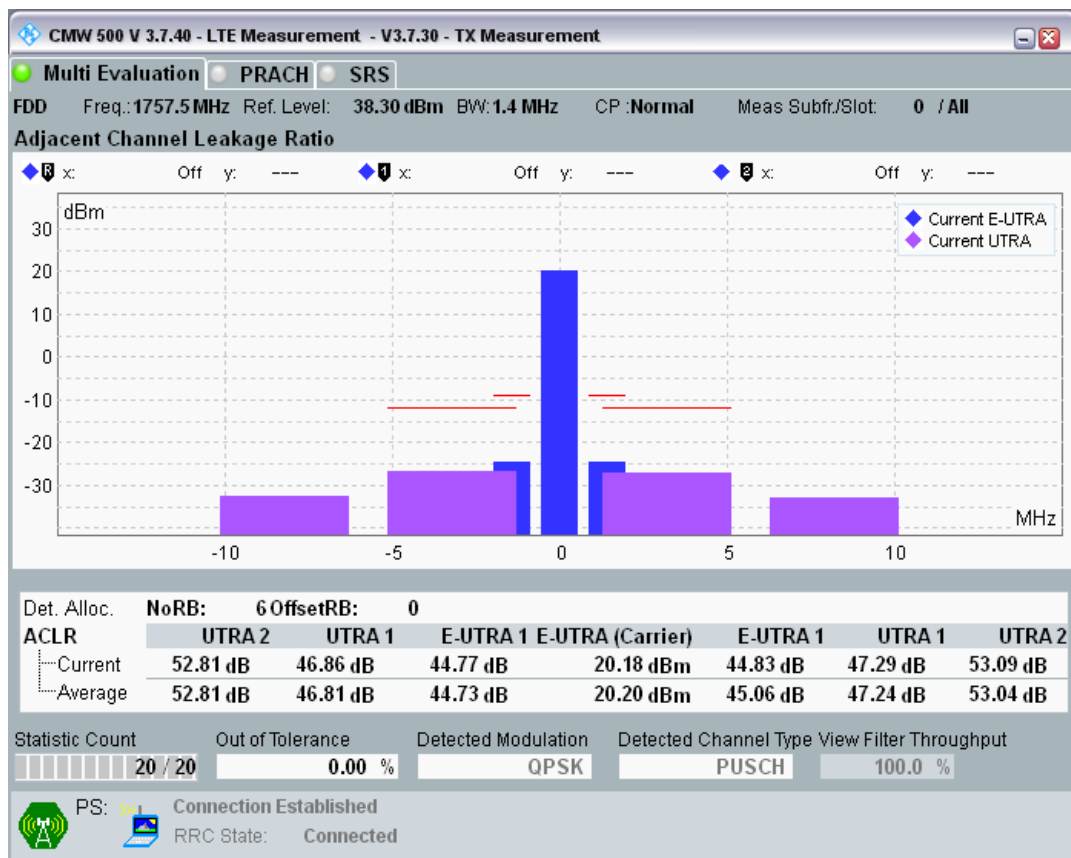 CMW 500 V 3.7.40 - LTE Measurement - V3.7.30 - TX Measurement
Multi Evaluation PRACH SRS
FDD Freq.:1757.5 MHz Ref. Level: 38.30 dBm BW:1.4 MHz CP :Normal Meas Subfr./Slot: 0 / All
Adjacent Channel Leakage Ratio
R x: Off y: --- 1 x: Off y: --- 2 x: Off y: ---
dBm
Current E-UTRA
Current UTRA
30
20
10
0
-10
-20
-30
MHz
-10 -5 0 5 10
Det. Alloc. NoRB: 6 OffsetRB: 0
ACLR UTRA 2 UTRA 1 E-UTRA 1 E-UTRA (Carrier) E-UTRA 1 UTRA 1 UTRA 2
Current 52.81 dB 46.86 dB 44.77 dB 20.18 dBm 44.83 dB 47.29 dB 53.09 dB
Average 52.81 dB 46.81 dB 44.73 dB 20.20 dBm 45.06 dB 47.24 dB 53.04 dB
Statistic Count Out of Tolerance Detected Modulation Detected Channel Type View Filter Throughput
20 / 20 0.00 % QPSK PUSCH 100.0 %
PS: Connection Established
RRC State: Connected